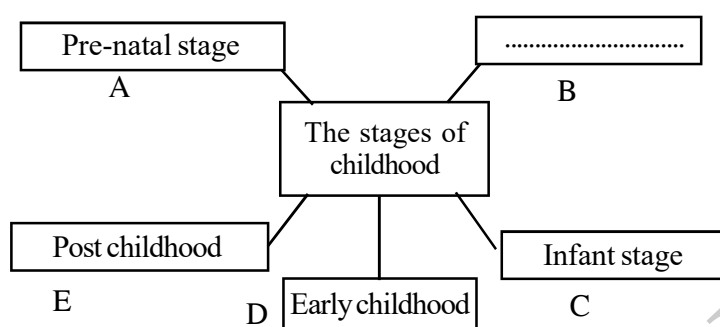 Pre-natal stage
A
..............................
B
The stages of
childhood
Post childhood
E
D
Early childhood
Infant stage
C